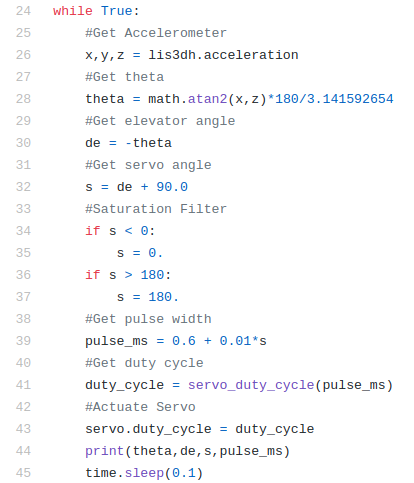 24 while True:
25     #Get Accelerometer
26     x,y,z = lis3dh.acceleration
27     #Get theta
28     theta = math.atan2(x,z)*180/3.141592654
29     #Get elevator angle
30     de = -theta
31     #Get servo angle
32     s = de + 90.0
33     #Saturation Filter
34     if s < 0:
35         s = 0.
36     if s > 180:
37         s = 180.
38     #Get pulse width
39     pulse_ms = 0.6 + 0.01*s
40     #Get duty cycle
41     duty_cycle = servo_duty_cycle(pulse_ms)
42     #Actuate Servo
43     servo.duty_cycle = duty_cycle
44     print(theta,de,s,pulse_ms)
45     time.sleep(0.1)